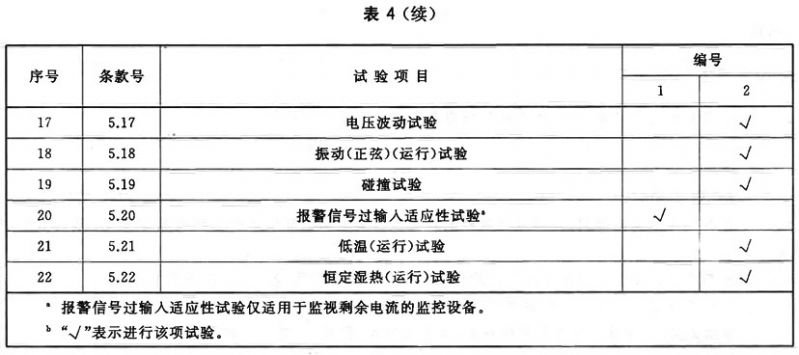 表 4(续)
序号 条款号 试验项目 编号
1 2
17 5.17 电压波动试验 √
18 5.18 振动(正弦)(运行)试验 √
19 5.19 碰撞试验 √
20 5.20 报警信号过输入适应性试验ᵃ √
21 5.21 低温(运行)试验 √
22 5.22 恒定湿热(运行)试验 √
ᵃ 报警信号过输入适应性试验仅适用于监视剩余电流的监控设备。
ᵇ “√”表示进行该项试验。